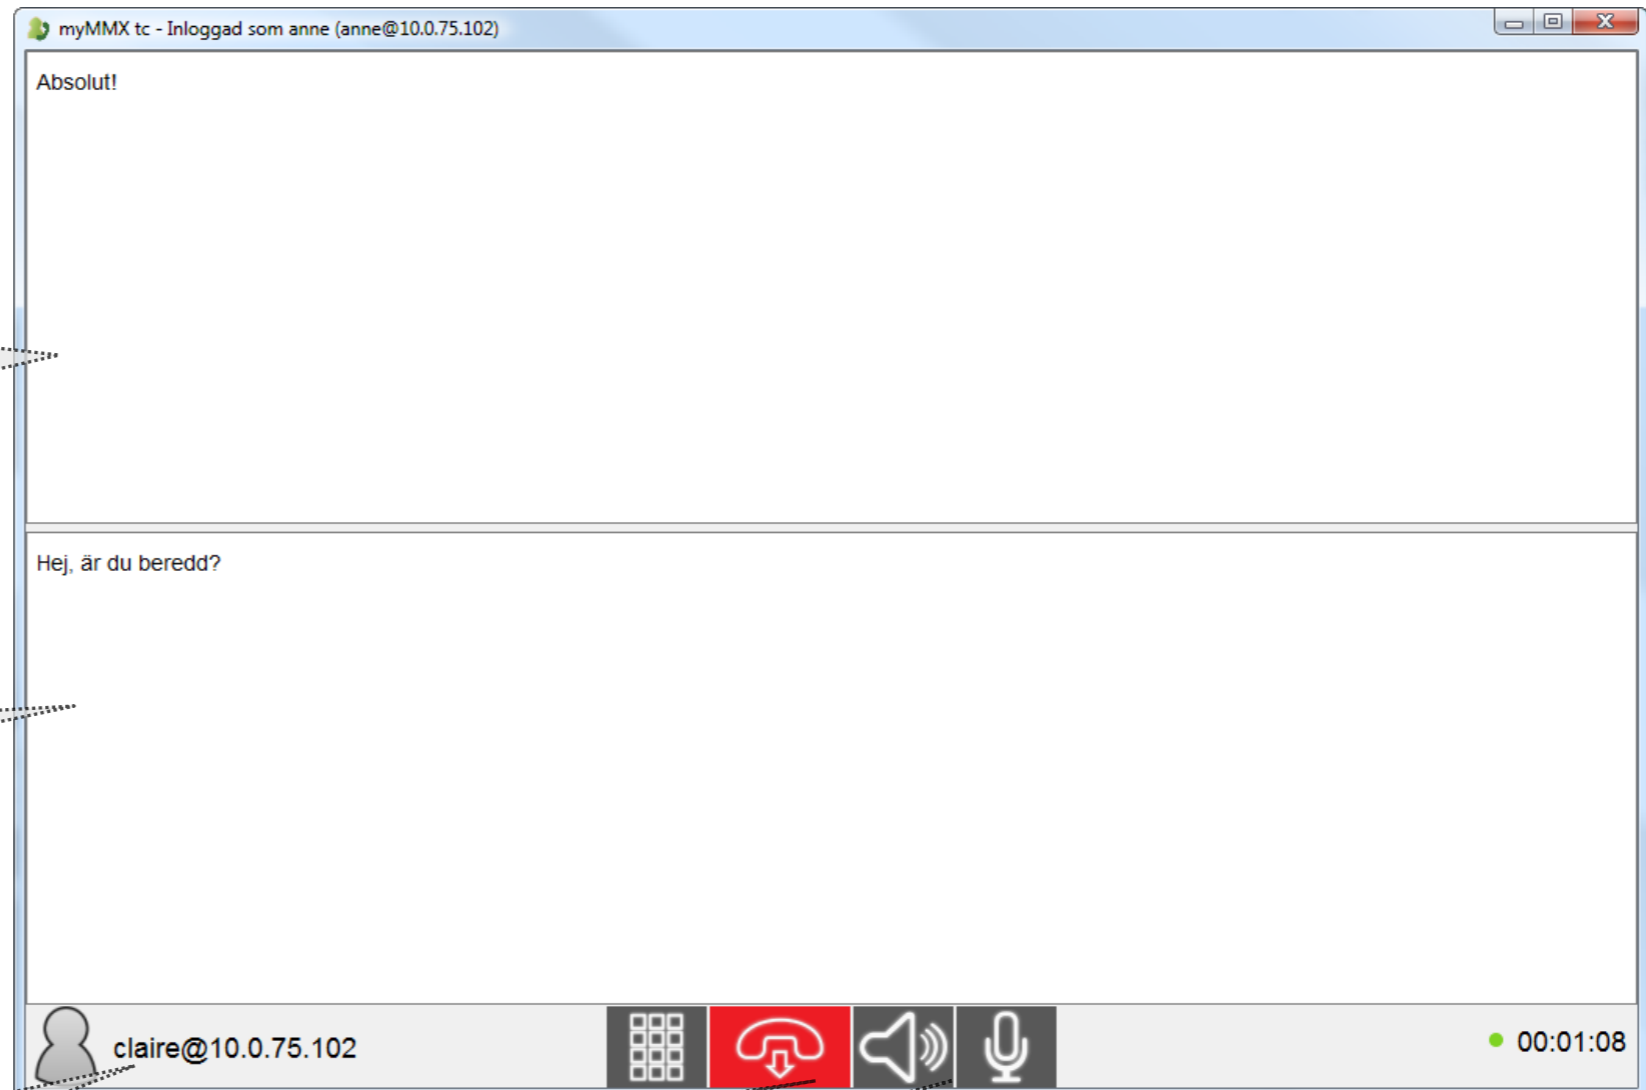 myMMX tc - Inloggad som anne (anne@10.0.75.102)
Absolut!
Hej, är du beredd?
claire@10.0.75.102
00:01:08